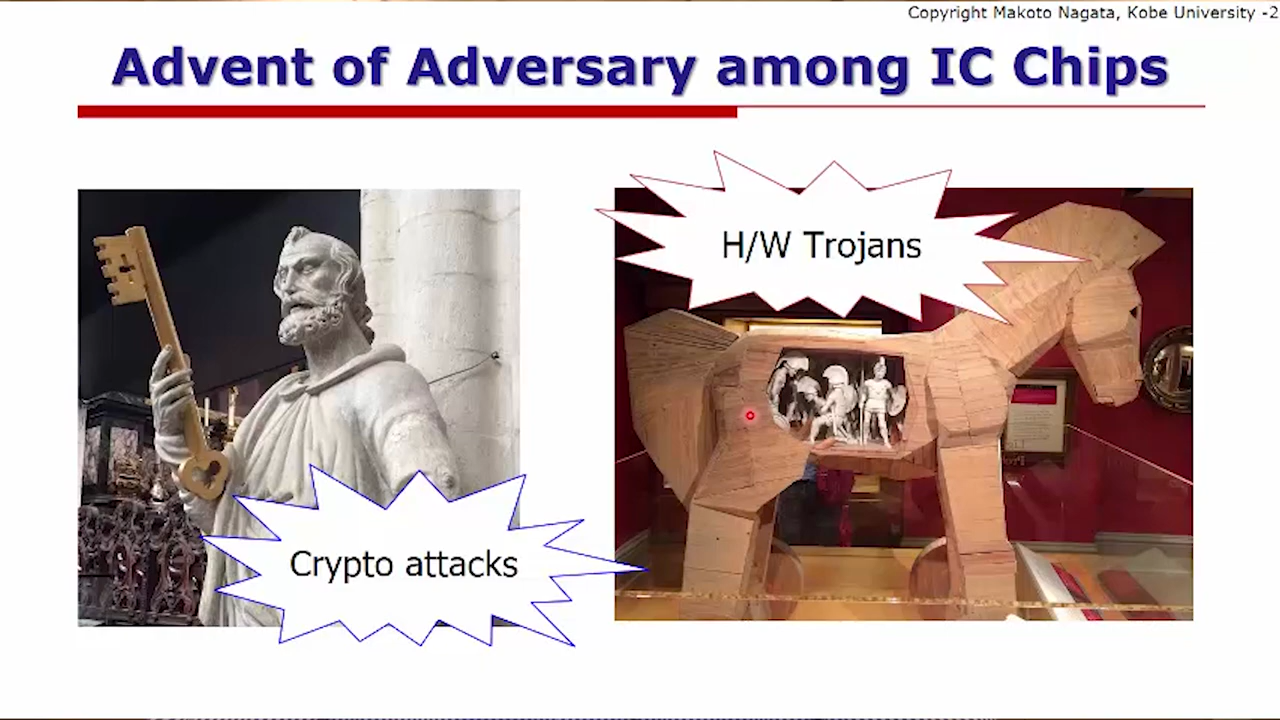 Copyright Makoto Nagata, Kobe University -2
Advent of Adversary among IC Chips
H/W Trojans
Crypto attacks